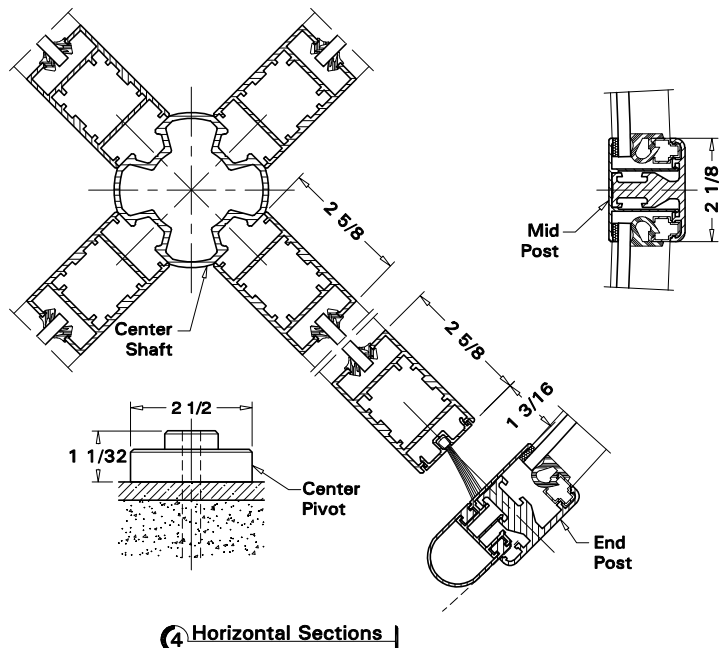 2 5/8
2 1/8
Mid
Post
Center
Shaft
2 5/8
1 3/16
2 1/2
1 1/32
Center
Pivot
End
Post
4 Horizontal Sections